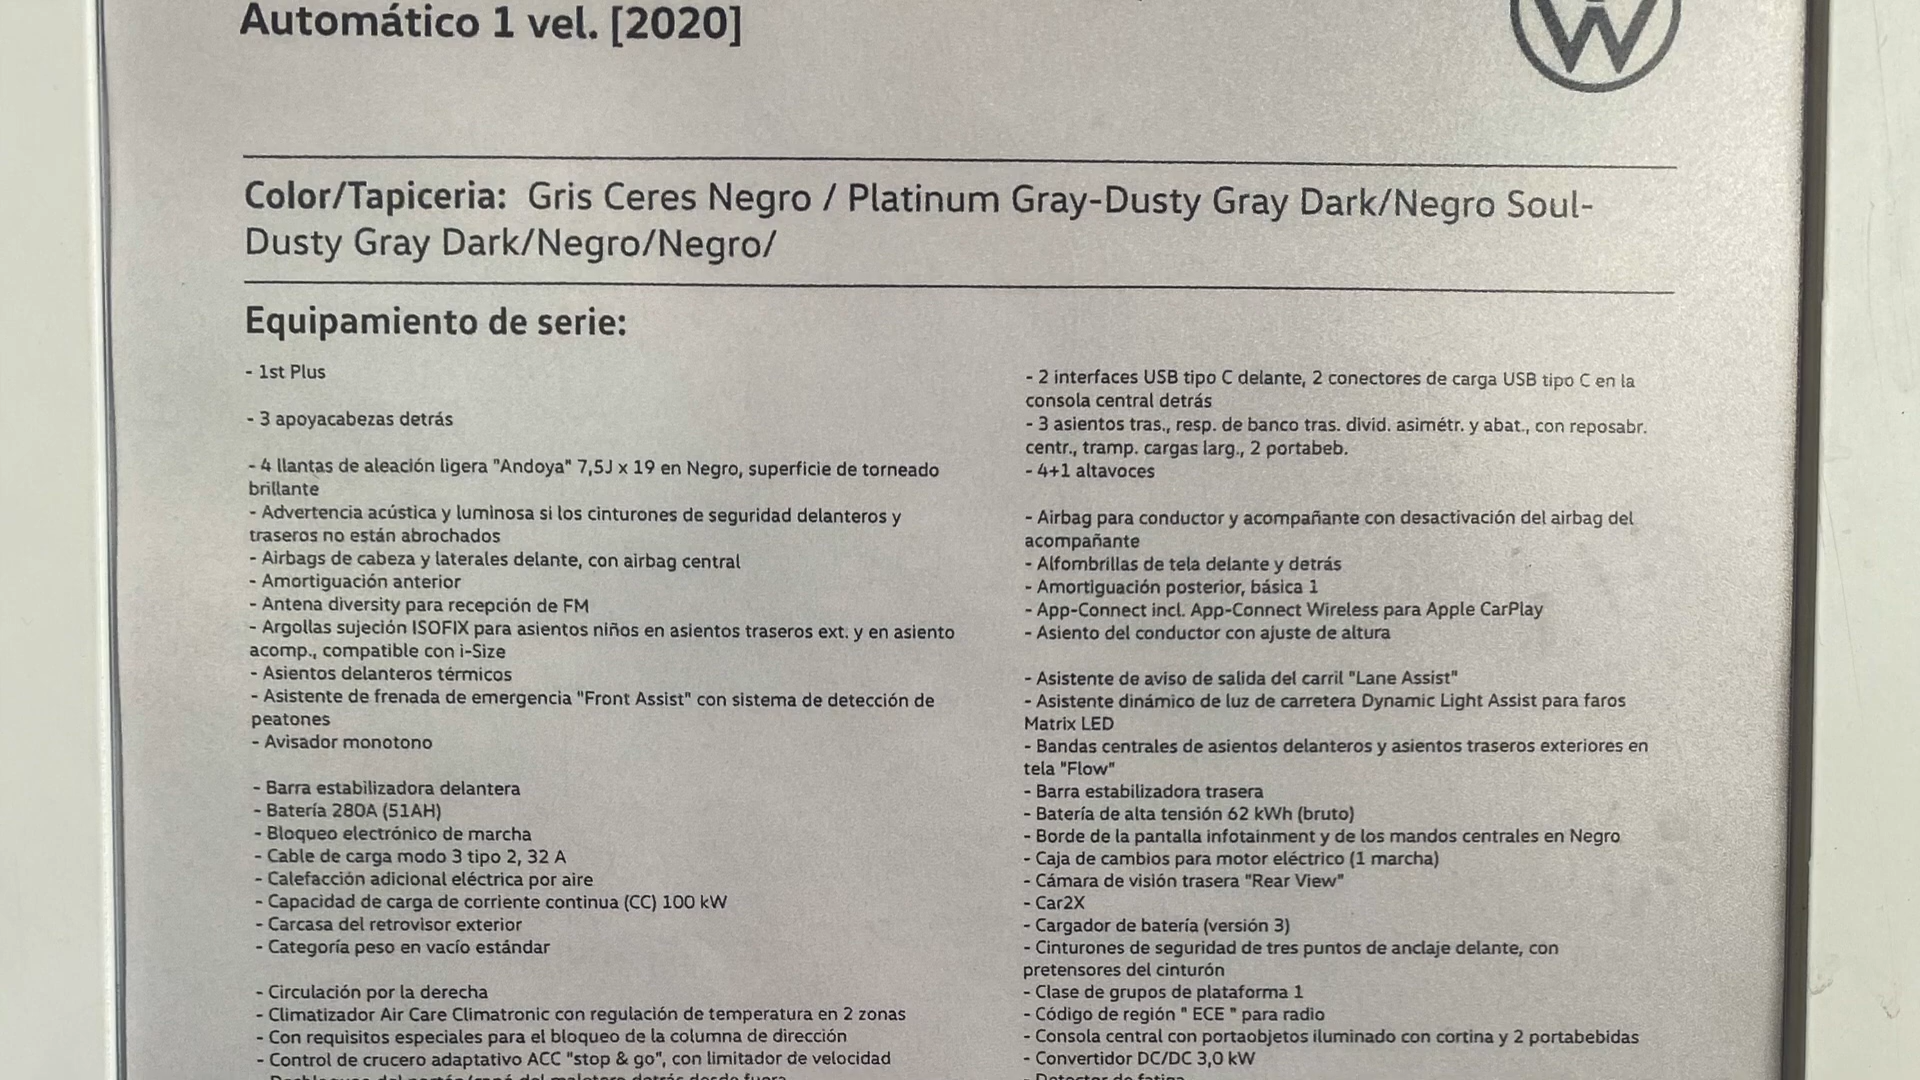 Automático 1 vel. [2020]
Color/Tapiceria: Gris Ceres Negro / Platinum Gray-Dusty Gray Dark/Negro Soul-
Dusty Gray Dark/Negro/Negro/
Equipamiento de serie:
- 1st Plus
- 3 apoyacabezas detrás
- 4 llantas de aleación ligera "Andoya" 7,5J x 19 en Negro, superficie de torneado
brillante
- Advertencia acústica y luminosa si los cinturones de seguridad delanteros y
traseros no están abrochados
- Airbags de cabeza y laterales delante, con airbag central
- Amortiguación anterior
- Antena diversity para recepción de FM
- Argollas sujeción ISOFIX para asientos niños en asientos traseros ext. y en asiento
acomp., compatible con i-Size
- Asientos delanteros térmicos
- Asistente de frenada de emergencia "Front Assist" con sistema de detección de
peatones
- Avisador monotono
- Barra estabilizadora delantera
- Batería 280A (51AH)
- Bloqueo electrónico de marcha
- Cable de carga modo 3 tipo 2, 32 A
- Calefacción adicional eléctrica por aire
- Capacidad de carga de corriente continua (CC) 100 kW
- Carcasa del retrovisor exterior
- Categoría peso en vacío estándar
- Circulación por la derecha
- Climatizador Air Care Climatronic con regulación de temperatura en 2 zonas
- Con requisitos especiales para el bloqueo de la columna de dirección
- Control de crucero adaptativo ACC "stop & go", con limitador de velocidad
- 2 interfaces USB tipo C delante, 2 conectores de carga USB tipo C en la
consola central detrás
- 3 asientos tras., resp. de banco tras. divid. asimétr. y abat., con reposabr.
centr., tramp. cargas larg., 2 portabeb.
- 4+1 altavoces
- Airbag para conductor y acompañante con desactivación del airbag del
acompañante
- Alfombrillas de tela delante y detrás
- Amortiguación posterior, básica 1
- App-Connect incl. App-Connect Wireless para Apple CarPlay
- Asiento del conductor con ajuste de altura
- Asistente de aviso de salida del carril "Lane Assist"
- Asistente dinámico de luz de carretera Dynamic Light Assist para faros
Matrix LED
- Bandas centrales de asientos delanteros y asientos traseros exteriores en
tela "Flow"
- Barra estabilizadora trasera
- Batería de alta tensión 62 kWh (bruto)
- Borde de la pantalla infotainment y de los mandos centrales en Negro
- Caja de cambios para motor eléctrico (1 marcha)
- Cámara de visión trasera "Rear View"
- Car2X
- Cargador de batería (versión 3)
- Cinturones de seguridad de tres puntos de anclaje delante, con
pretensores del cinturón
- Clase de grupos de plataforma 1
- Código de región " ECE " para radio
- Consola central con portaobjetos iluminado con cortina y 2 portabebidas
- Convertidor DC/DC 3,0 kW